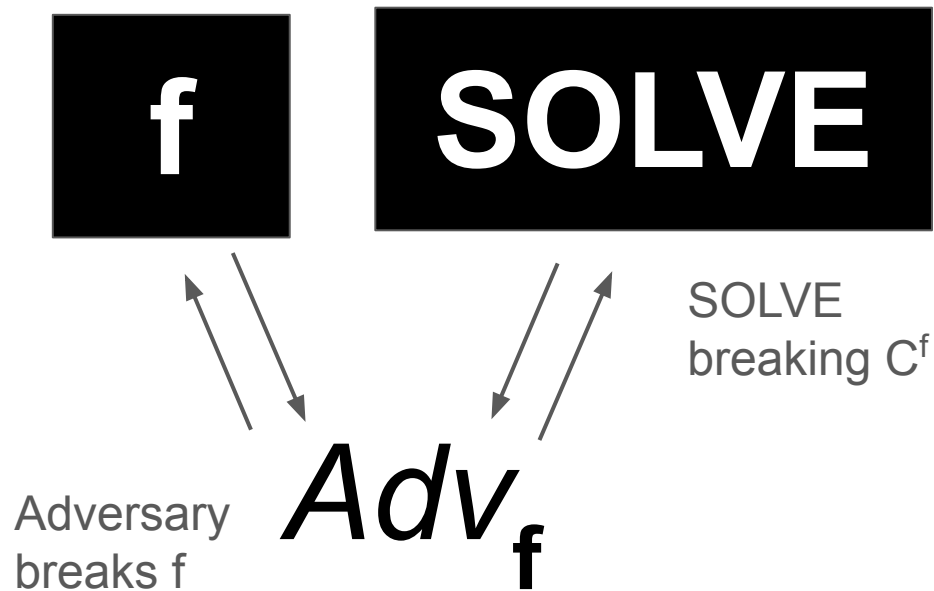 f
SOLVE
SOLVE
breaking C^f
Adv_f
Adversary
breaks f